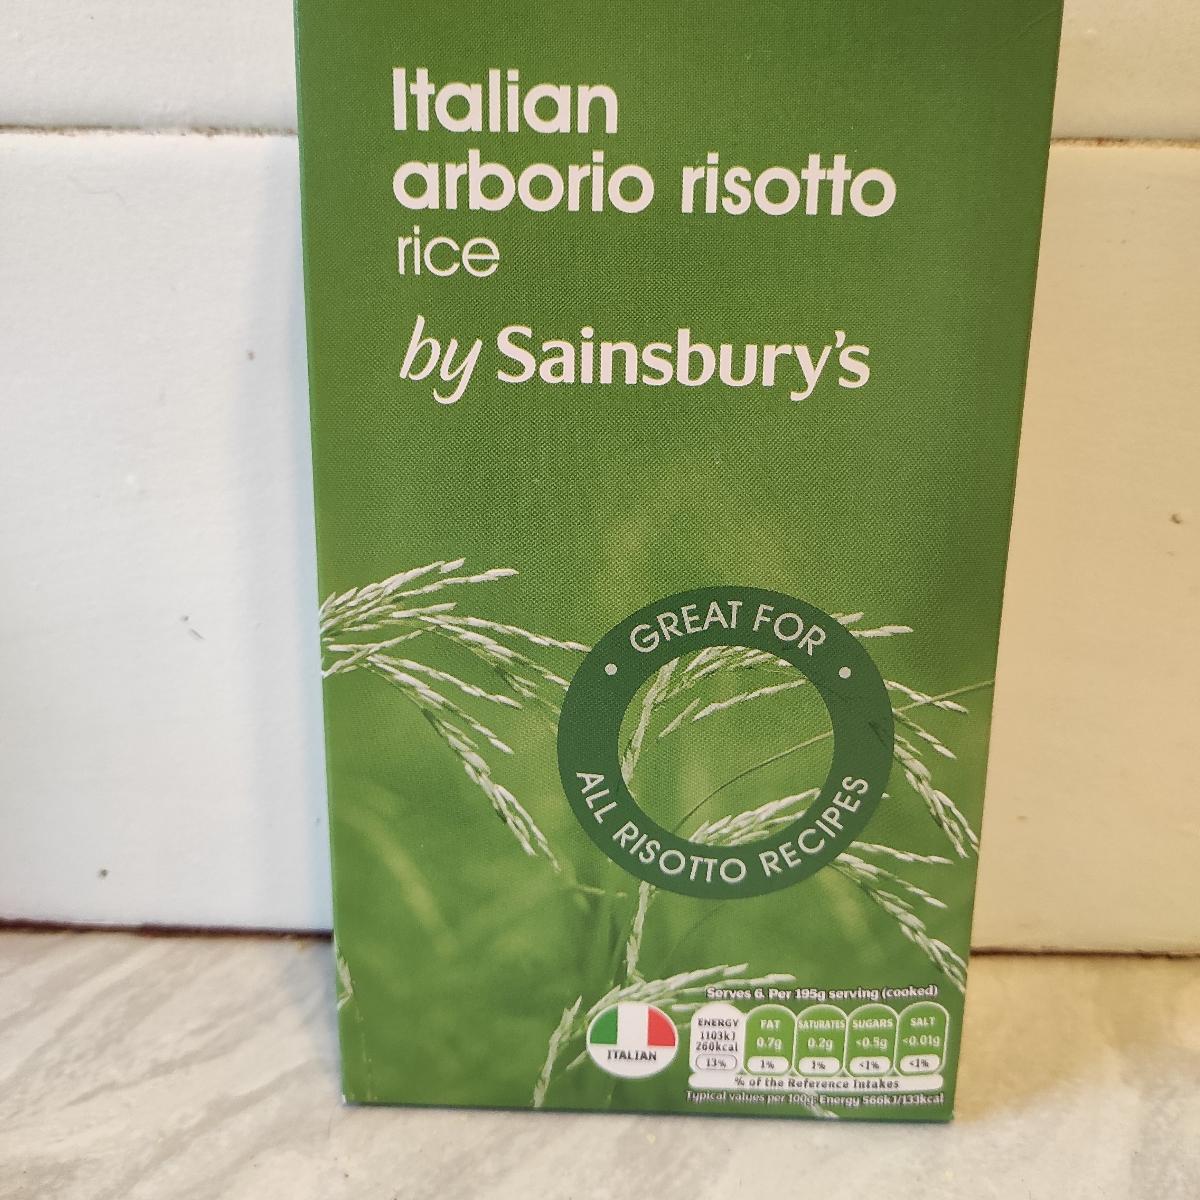 Italian
arborio risotto
rice
by Sainsbury's
• GREAT FOR •
ALL RISOTTO RECIPES
Serves 6. Per 195g serving (cooked)
ITALIAN
ENERGY FAT SATURATES SUGARS SALT
1103kJ
260kcal 0.7g 0.2g <0.5g <0.01g
13% 1% 1% <1% <1%
% of the Reference Intakes
Typical values per 100g: Energy 566kJ/133kcal